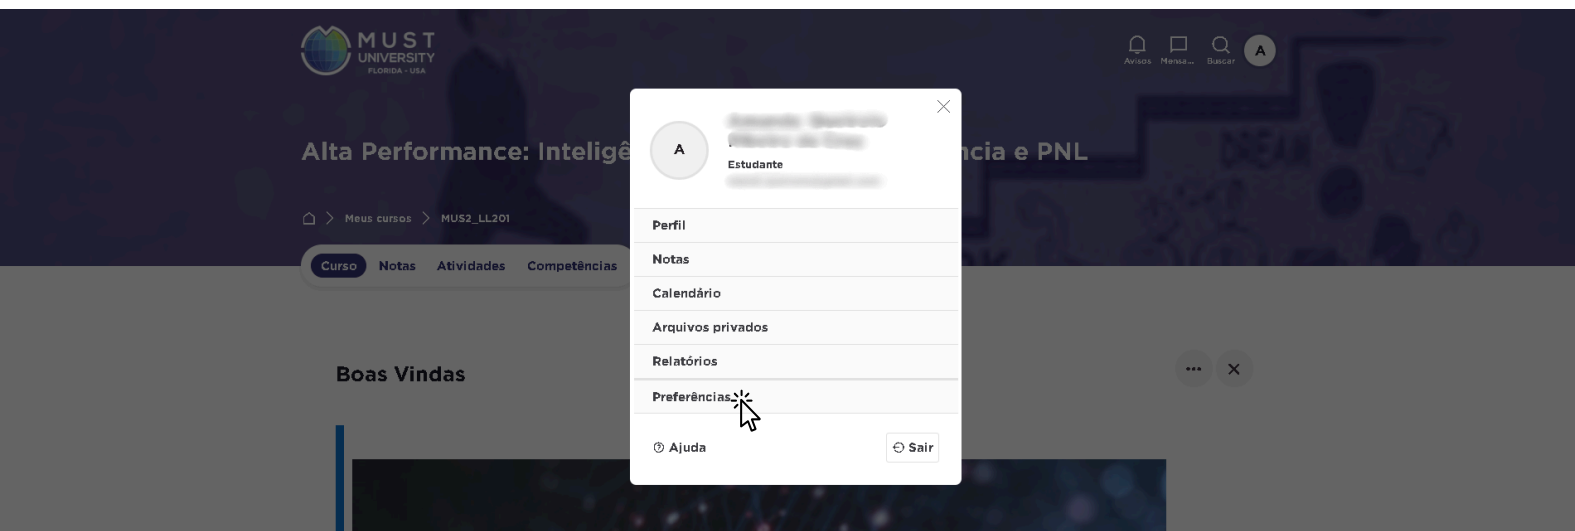 MUST
UNIVERSITY
FLORIDA - USA
Avisos Mensa... Buscar A
Alta Performance: Inteligê ncia e PNL
Meus cursos MUS2_LL201
Curso Notas Atividades Competências
Boas Vindas
A
Estudante
Perfil
Notas
Calendário
Arquivos privados
Relatórios
Preferências
Ajuda Sair